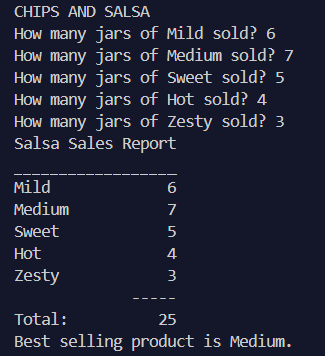 CHIPS AND SALSA
How many jars of Mild sold? 6
How many jars of Medium sold? 7
How many jars of Sweet sold? 5
How many jars of Hot sold? 4
How many jars of Zesty sold? 3
Salsa Sales Report
__________________
Mild             6
Medium           7
Sweet            5
Hot              4
Zesty            3
             -----
Total:          25
Best selling product is Medium.